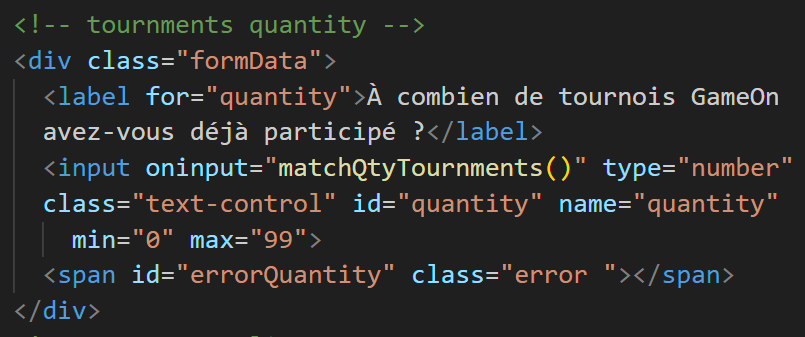 <!-- tournments quantity -->
<div class="formData">
<label for="quantity">À combien de tournois GameOn
avez-vous déjà participé ?</label>
<input oninput="matchQtyTournments()" type="number"
class="text-control" id="quantity" name="quantity"
min="0" max="99">
<span id="errorQuantity" class="error "></span>
</div>